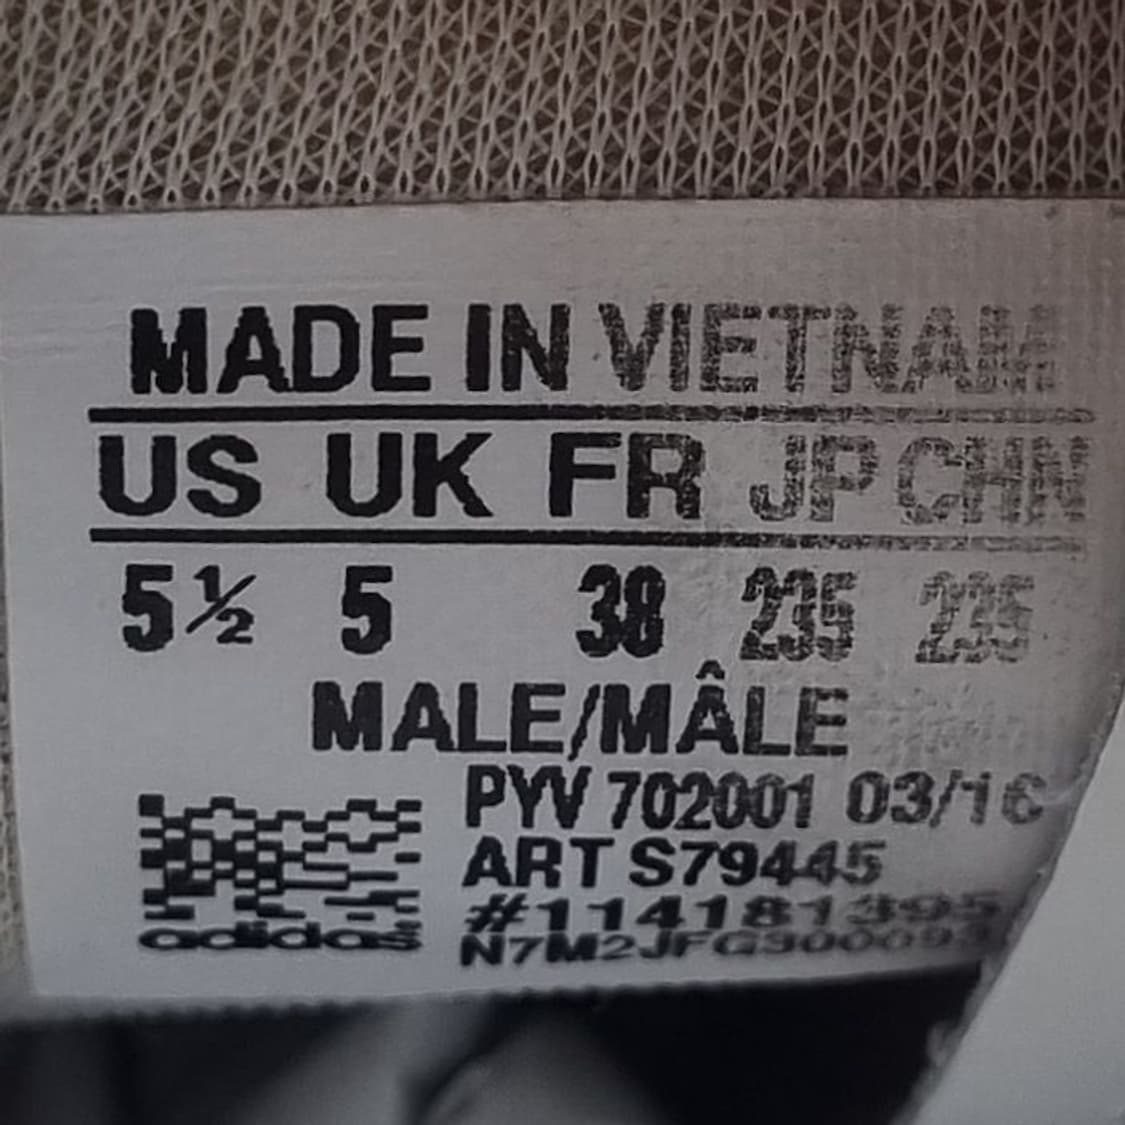 MADE IN VIETNAM
US UK FR JP CHN
5½ 5 38 235 235
MALE/MÂLE
PYV 702001 03/16
ART S79445
#114181395
adidas